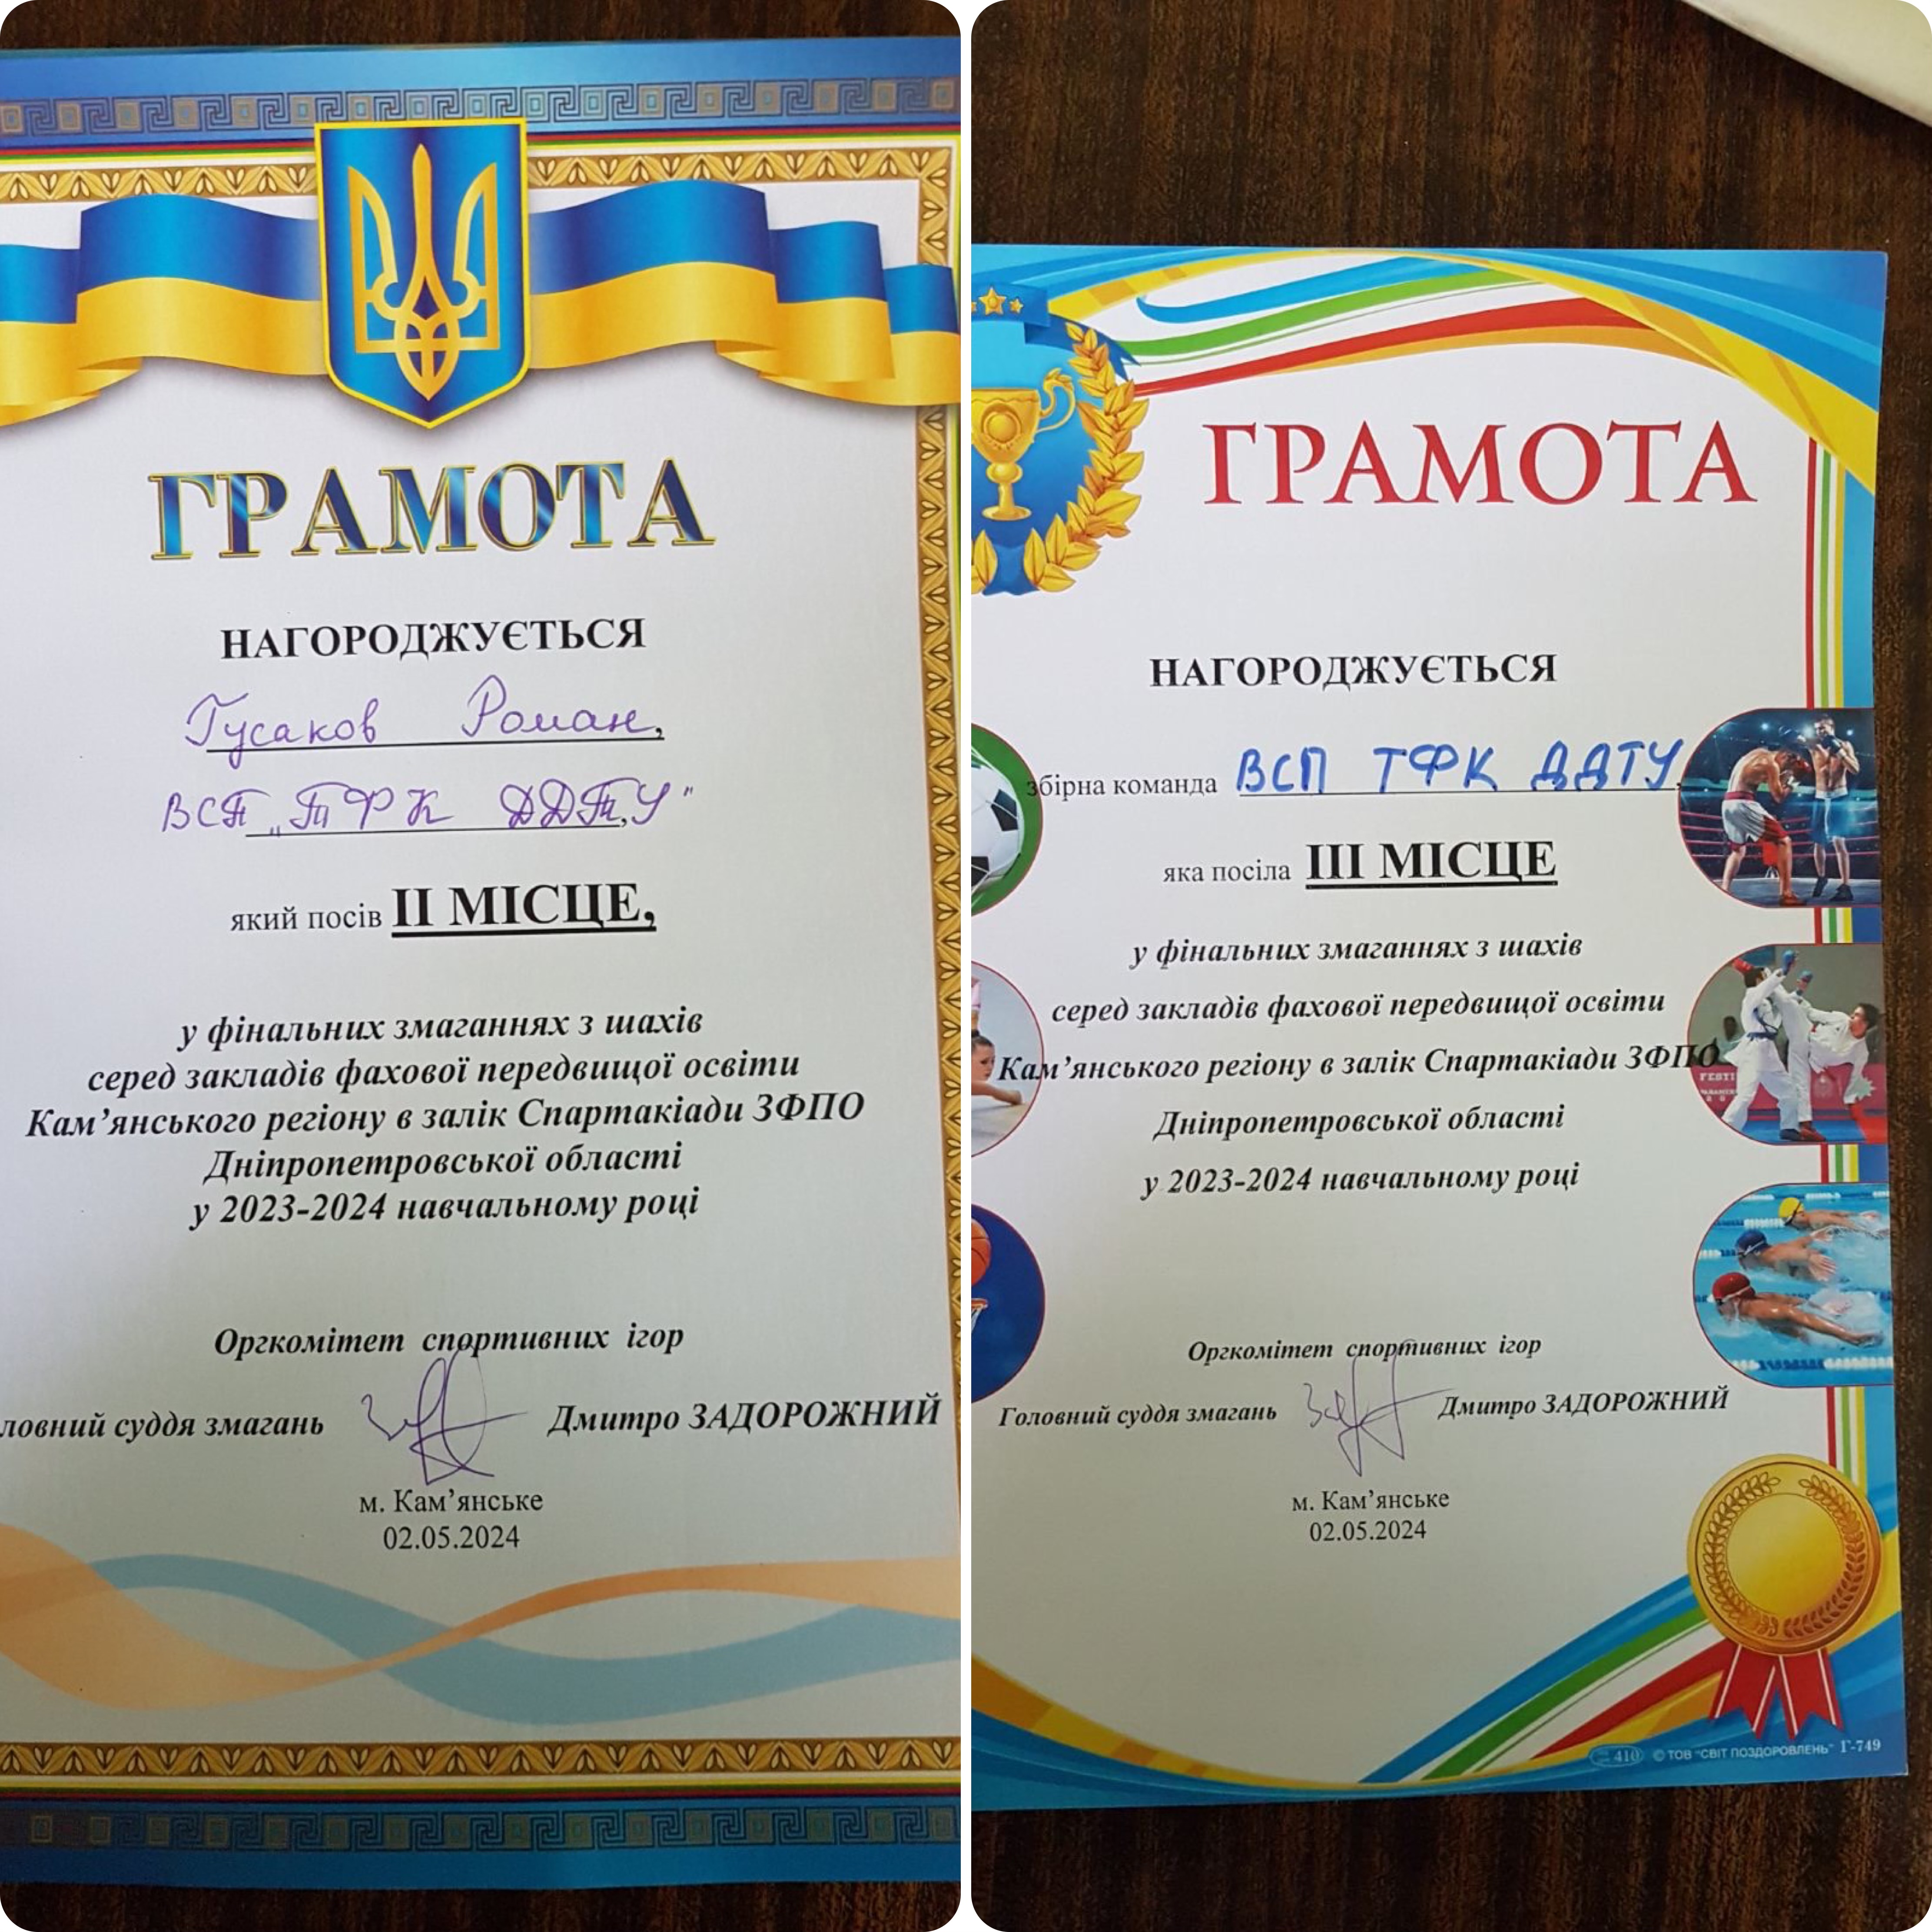 ГРАМОТА
НАГОРОДЖУЄТЬСЯ
Гусаков Роман,
ВСП „ТФК ДДТУ"
який посів ІІ МІСЦЕ,
у фінальних змаганнях з шахів
серед закладів фахової передвищої освіти
Кам’янського регіону в залік Спартакіади ЗФПО
Дніпропетровської області
у 2023-2024 навчальному році
Оргкомітет спортивних ігор
ловний суддя змагань Дмитро ЗАДОРОЖНИЙ
м. Кам’янське
02.05.2024
ГРАМОТА
НАГОРОДЖУЄТЬСЯ
збірна команда ВСП ТФК ДДТУ,
яка посіла ІІІ МІСЦЕ
у фінальних змаганнях з шахів
серед закладів фахової передвищої освіти
Кам’янського регіону в залік Спартакіади ЗФПО
Дніпропетровської області
у 2023-2024 навчальному році
Оргкомітет спортивних ігор
Головний суддя змагань Дмитро ЗАДОРОЖНИЙ
м. Кам’янське
02.05.2024
410 © ТОВ "СВІТ ПОЗДОРОВЛЕНЬ" Г-749